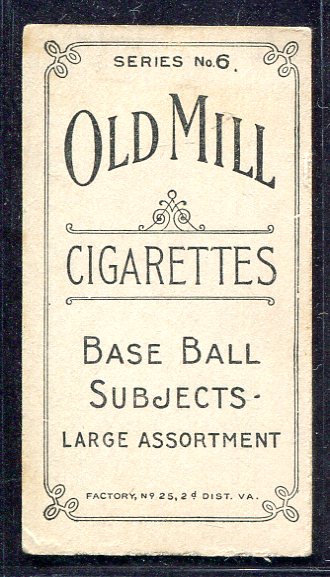 SERIES No. 6.
OLD MILL
CIGARETTES
BASE BALL
SUBJECTS-
LARGE ASSORTMENT
FACTORY, Nº 25, 2ᵈ DIST. VA.